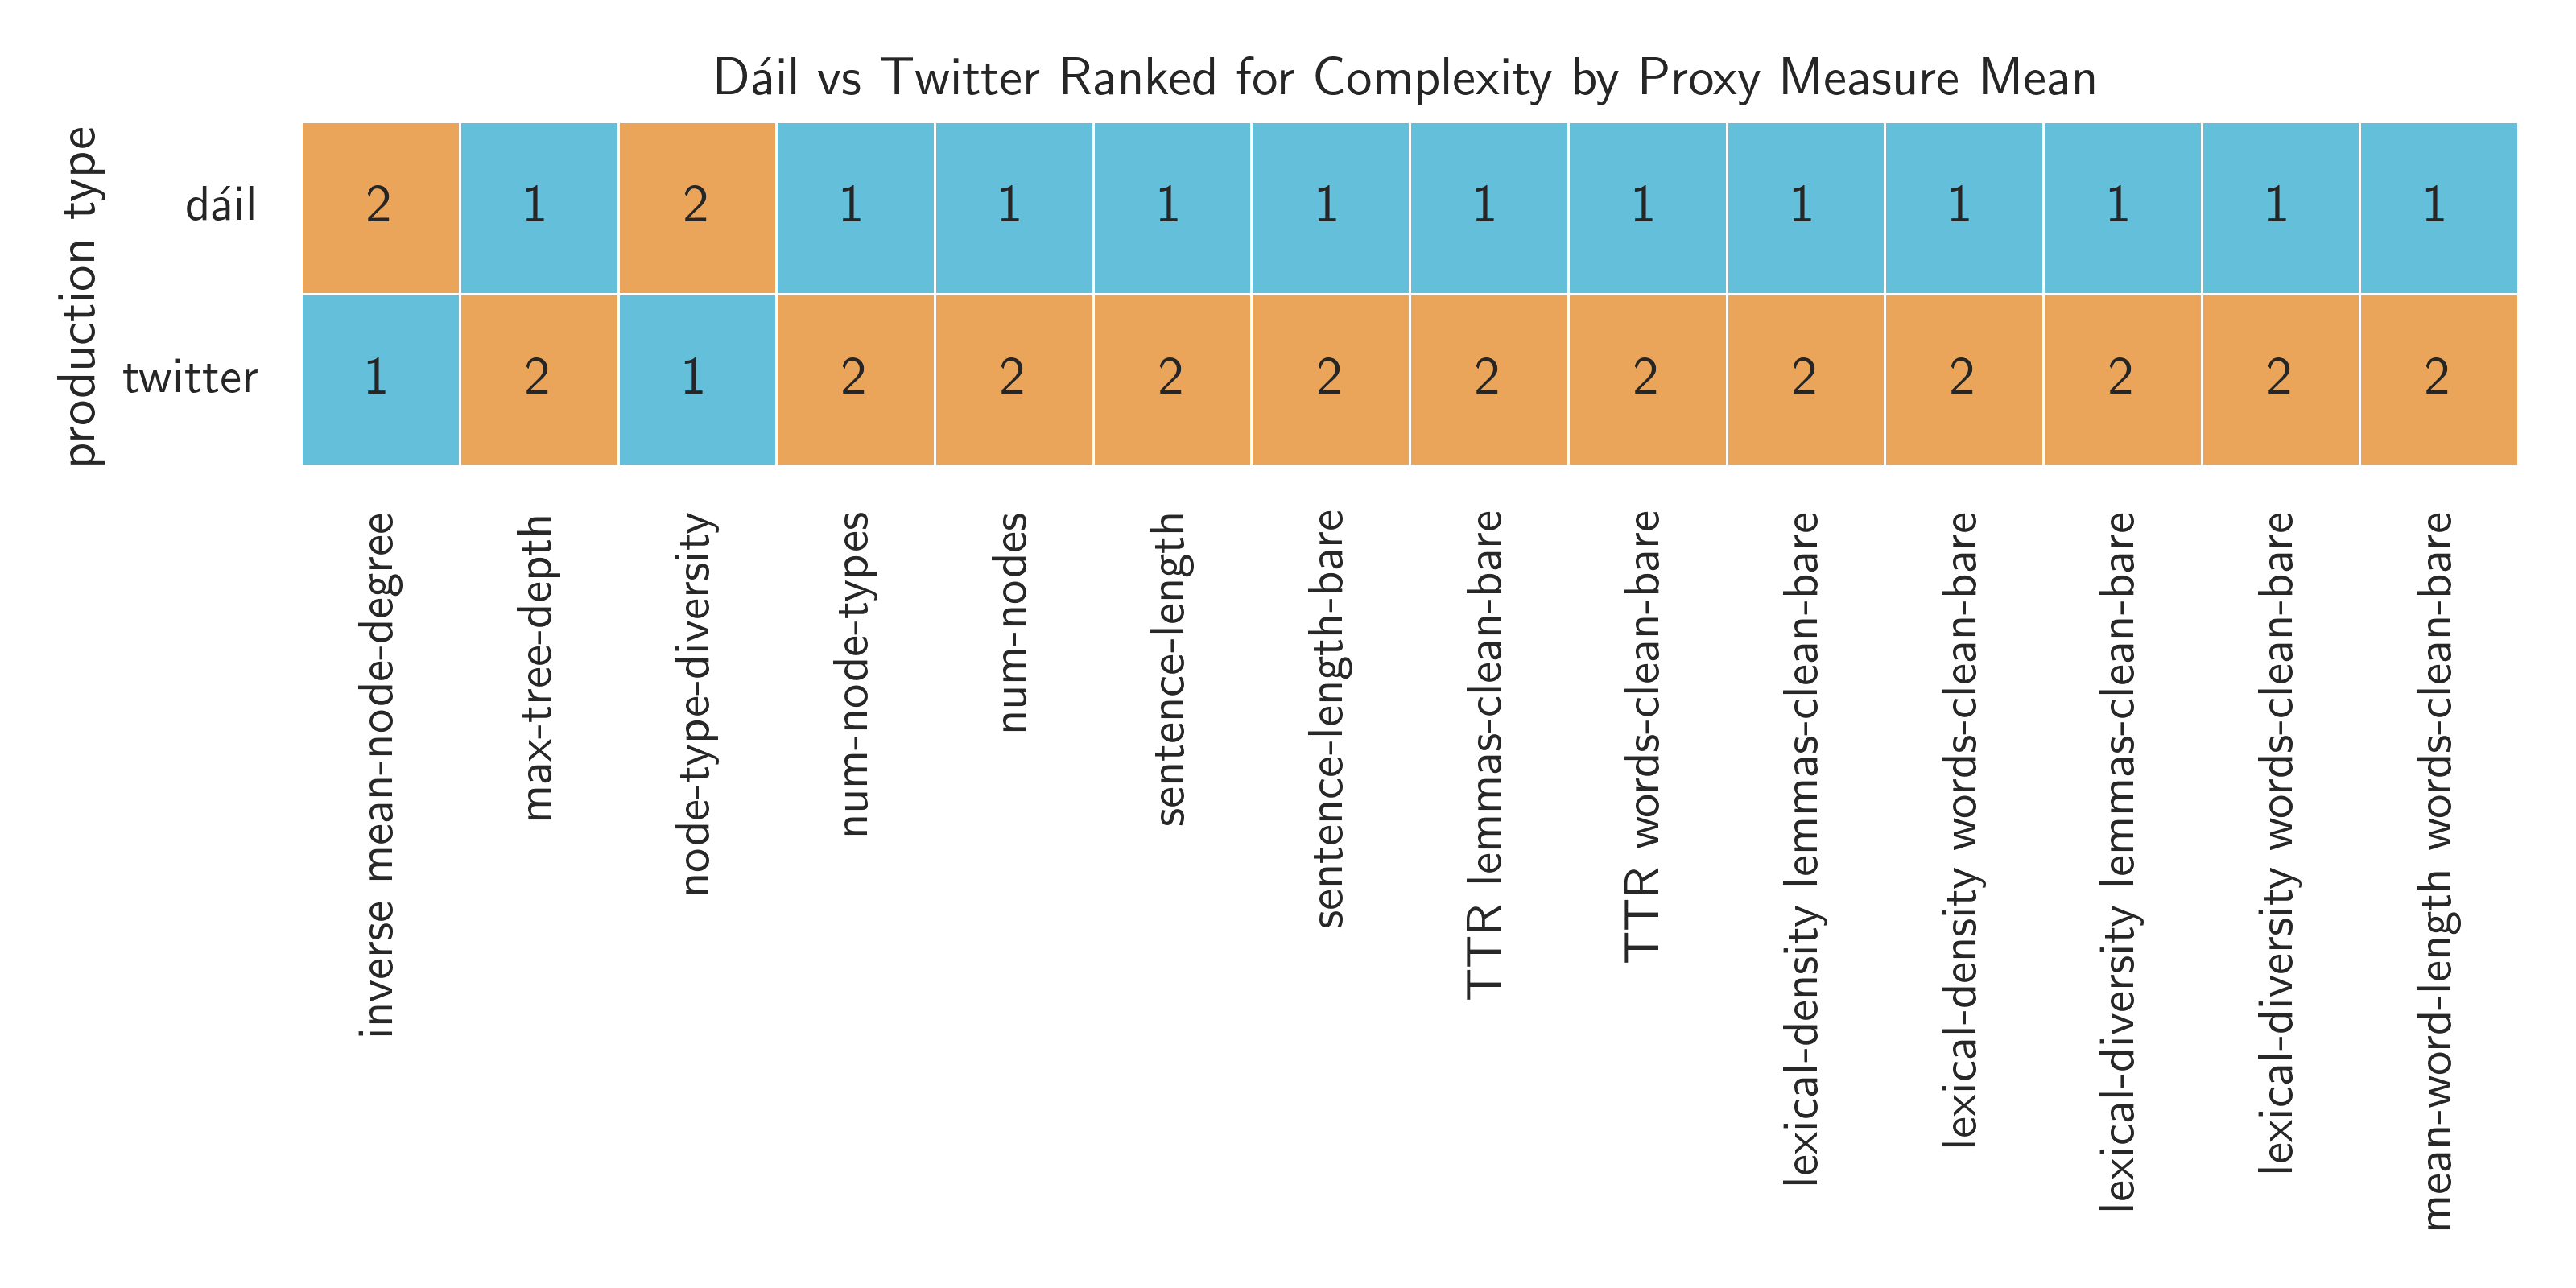 Dáil vs Twitter Ranked for Complexity by Proxy Measure Mean
production type
dáil
2 1 2 1 1 1 1 1 1 1 1 1 1 1
twitter
1 2 1 2 2 2 2 2 2 2 2 2 2 2
inverse mean-node-degree
max-tree-depth
node-type-diversity
num-node-types
num-nodes
sentence-length
sentence-length-bare
TTR lemmas-clean-bare
TTR words-clean-bare
lexical-density lemmas-clean-bare
lexical-density words-clean-bare
lexical-diversity lemmas-clean-bare
lexical-diversity words-clean-bare
mean-word-length words-clean-bare